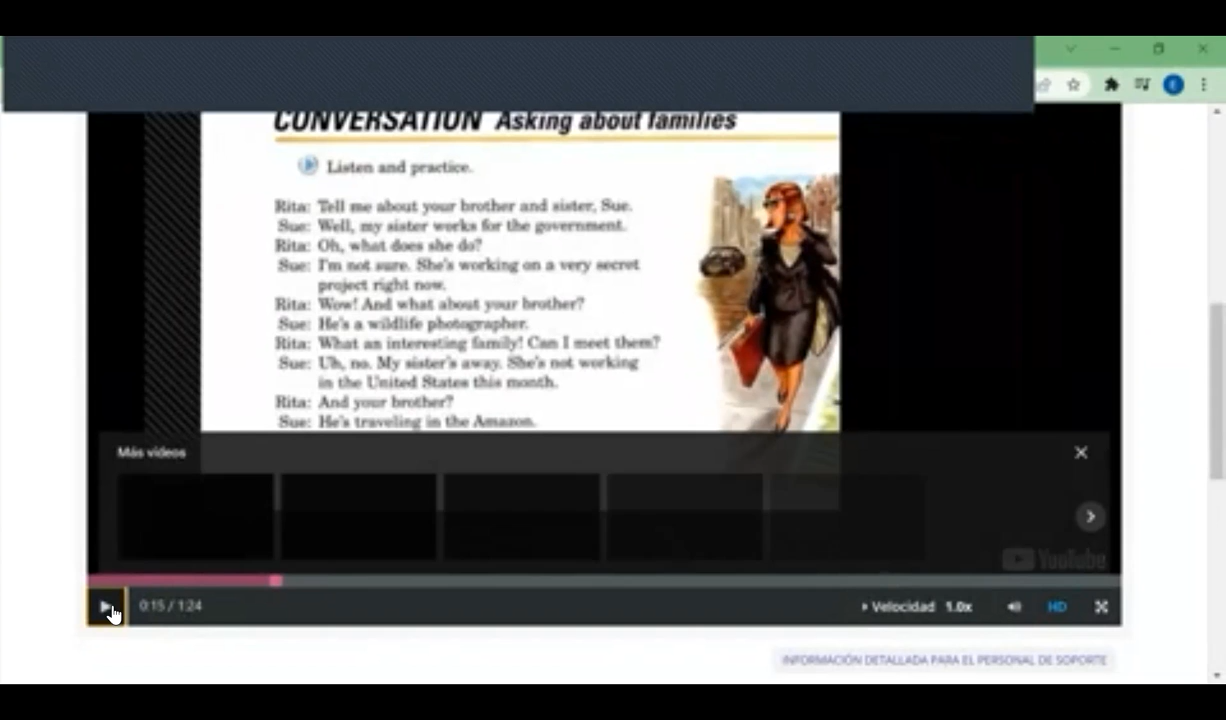 CONVERSATION Asking about families
Listen and practice.
Rita: Tell me about your brother and sister, Sue.
Sue: Well, my sister works for the government.
Rita: Oh, what does she do?
Sue: I'm not sure. She's working on a very secret
project right now.
Rita: Wow! And what about your brother?
Sue: He's a wildlife photographer.
Rita: What an interesting family! Can I meet them?
Sue: Uh, no. My sister's away. She's not working
in the United States this month.
Rita: And your brother?
Sue: He's traveling in the Amazon.
Más vídeos
YouTube
0:15 / 1:24
Velocidad 1.0x
HD
INFORMACIÓN DETALLADA PARA EL PERSONAL DE SOPORTE